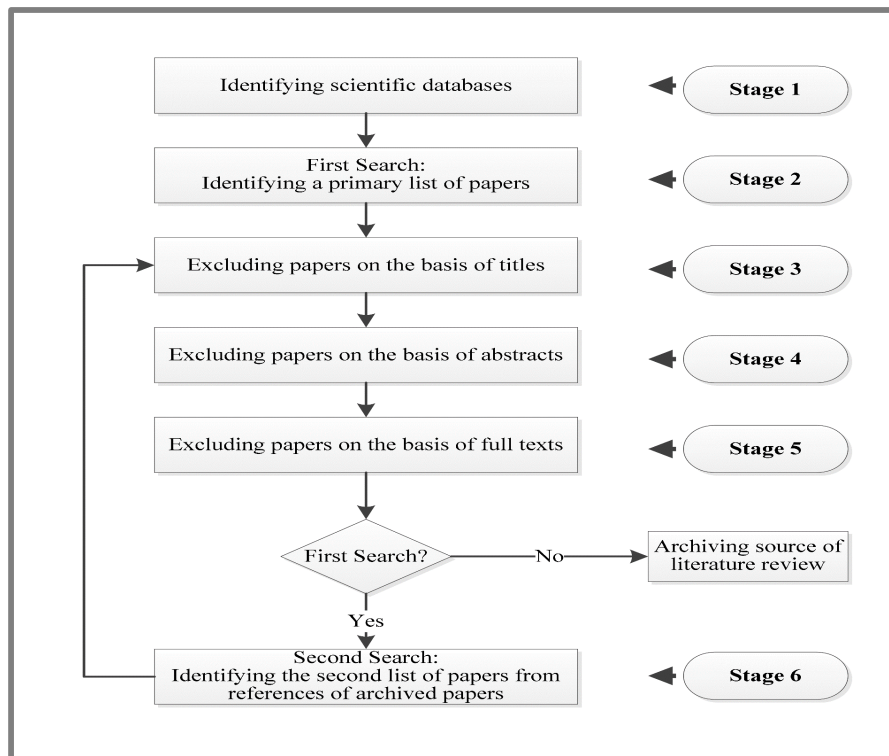 Identifying scientific databases
Stage 1
First Search:
Identifying a primary list of papers
Stage 2
Excluding papers on the basis of titles
Stage 3
Excluding papers on the basis of abstracts
Stage 4
Excluding papers on the basis of full texts
Stage 5
First Search?
No
Archiving source of
literature review
Yes
Second Search:
Identifying the second list of papers from
references of archived papers
Stage 6